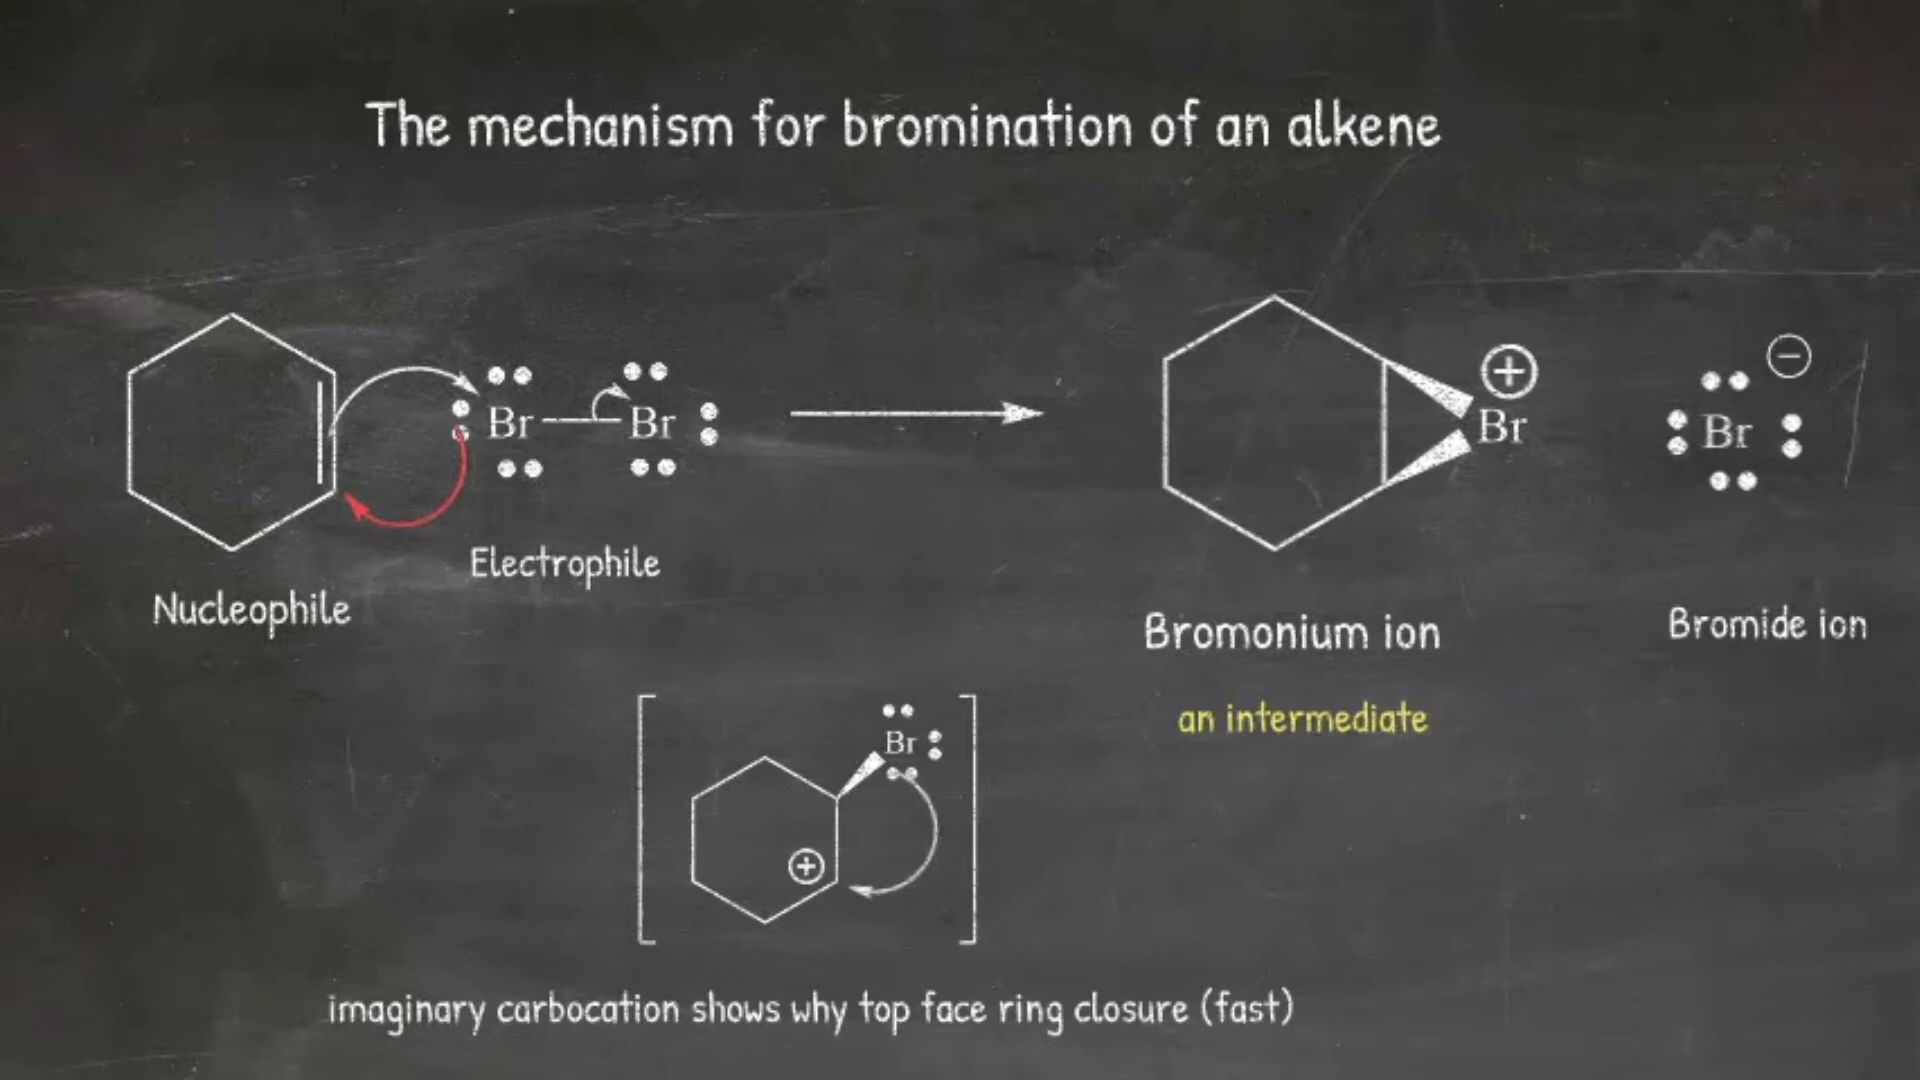 The mechanism for bromination of an alkene
Br Br
Br
⊕
Br
⊖
Electrophile
Nucleophile
Bromonium ion
Bromide ion
an intermediate
Br
⊕
imaginary carbocation shows why top face ring closure (fast)